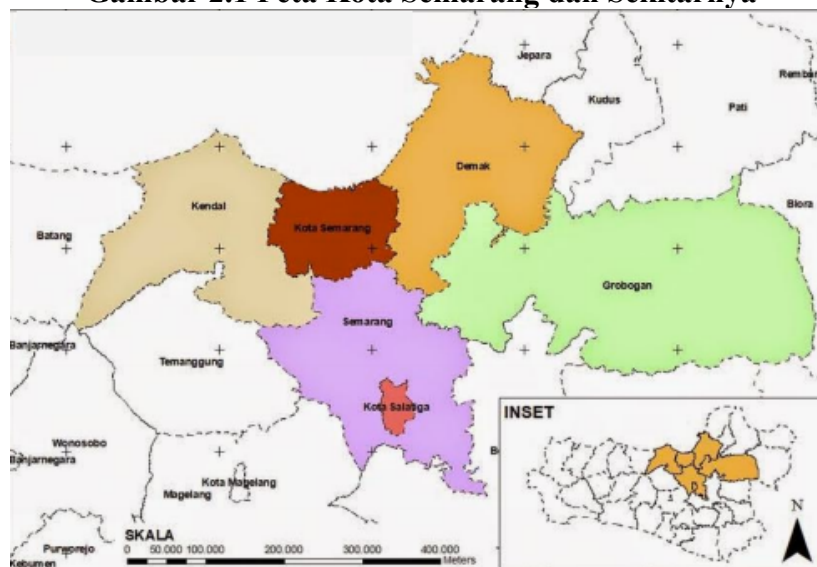 Gambar 2.1 Peta Kota Semarang dan Sekitarnya
Jepara
Kudus
Pati
Demak
Kendal
Kota Semarang
Blora
Batang
Grobogan
Semarang
Banjarnegara
Temanggung
Kota Salatiga
INSET
Wonosobo
Banjarnegara
Kota Magelang
Magelang
N
SKALA
Purworejo
0 50.000 100.000 200.000 300.000 400.000
Meters
Kebumen